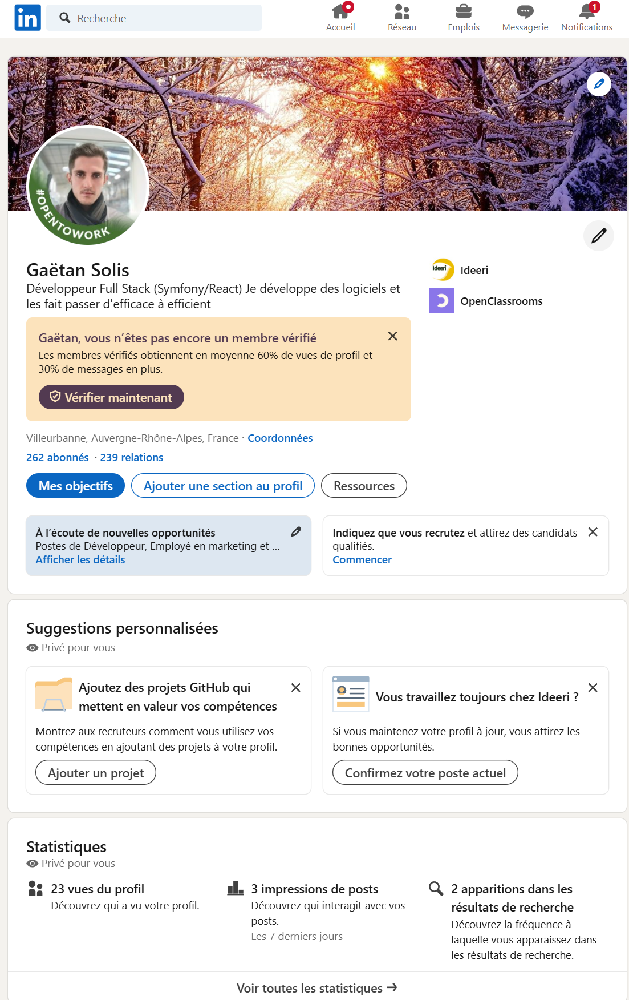 in
Recherche
Accueil
Réseau
Emplois
Messagerie
1
Notifications
#OPENTOWORK
Gaëtan Solis
Développeur Full Stack (Symfony/React) Je développe des logiciels et
les fait passer d'efficace à efficient
Ideeri
Ideeri
OpenClassrooms
Gaëtan, vous n’êtes pas encore un membre vérifié
Les membres vérifiés obtiennent en moyenne 60% de vues de profil et
30% de messages en plus.
Vérifier maintenant
Villeurbanne, Auvergne-Rhône-Alpes, France · Coordonnées
262 abonnés · 239 relations
Mes objectifs
Ajouter une section au profil
Ressources
À l’écoute de nouvelles opportunités
Postes de Développeur, Employé en marketing et ...
Afficher les détails
Indiquez que vous recrutez et attirez des candidats
qualifiés.
Commencer
Suggestions personnalisées
Privé pour vous
Ajoutez des projets GitHub qui
mettent en valeur vos compétences
Montrez aux recruteurs comment vous utilisez vos
compétences en ajoutant des projets à votre profil.
Ajouter un projet
Vous travaillez toujours chez Ideeri ?
Si vous maintenez votre profil à jour, vous attirez les
bonnes opportunités.
Confirmez votre poste actuel
Statistiques
Privé pour vous
23 vues du profil
Découvrez qui a vu votre profil.
3 impressions de posts
Découvrez qui interagit avec vos
posts.
Les 7 derniers jours
2 apparitions dans les
résultats de recherche
Découvrez la fréquence à
laquelle vous apparaissez dans
les résultats de recherche.
Voir toutes les statistiques →